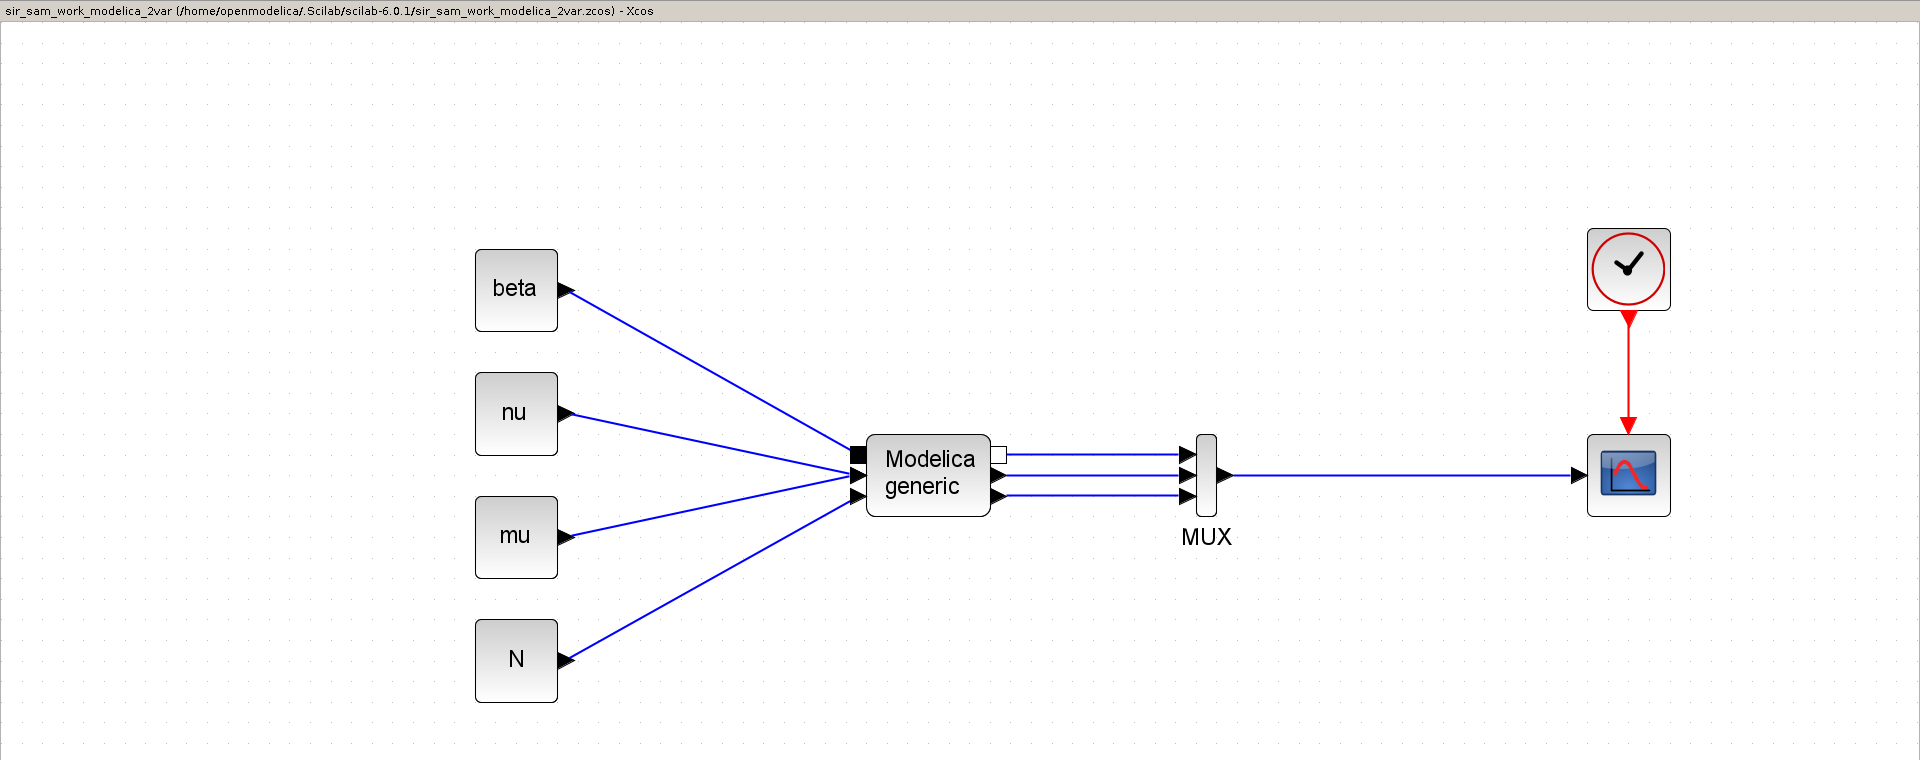 sir_sam_work_modelica_2var (/home/openmodelica/.Scilab/scilab-6.0.1/sir_sam_work_modelica_2var.zcos) - Xcos
beta
nu
mu
N
Modelica
generic
MUX